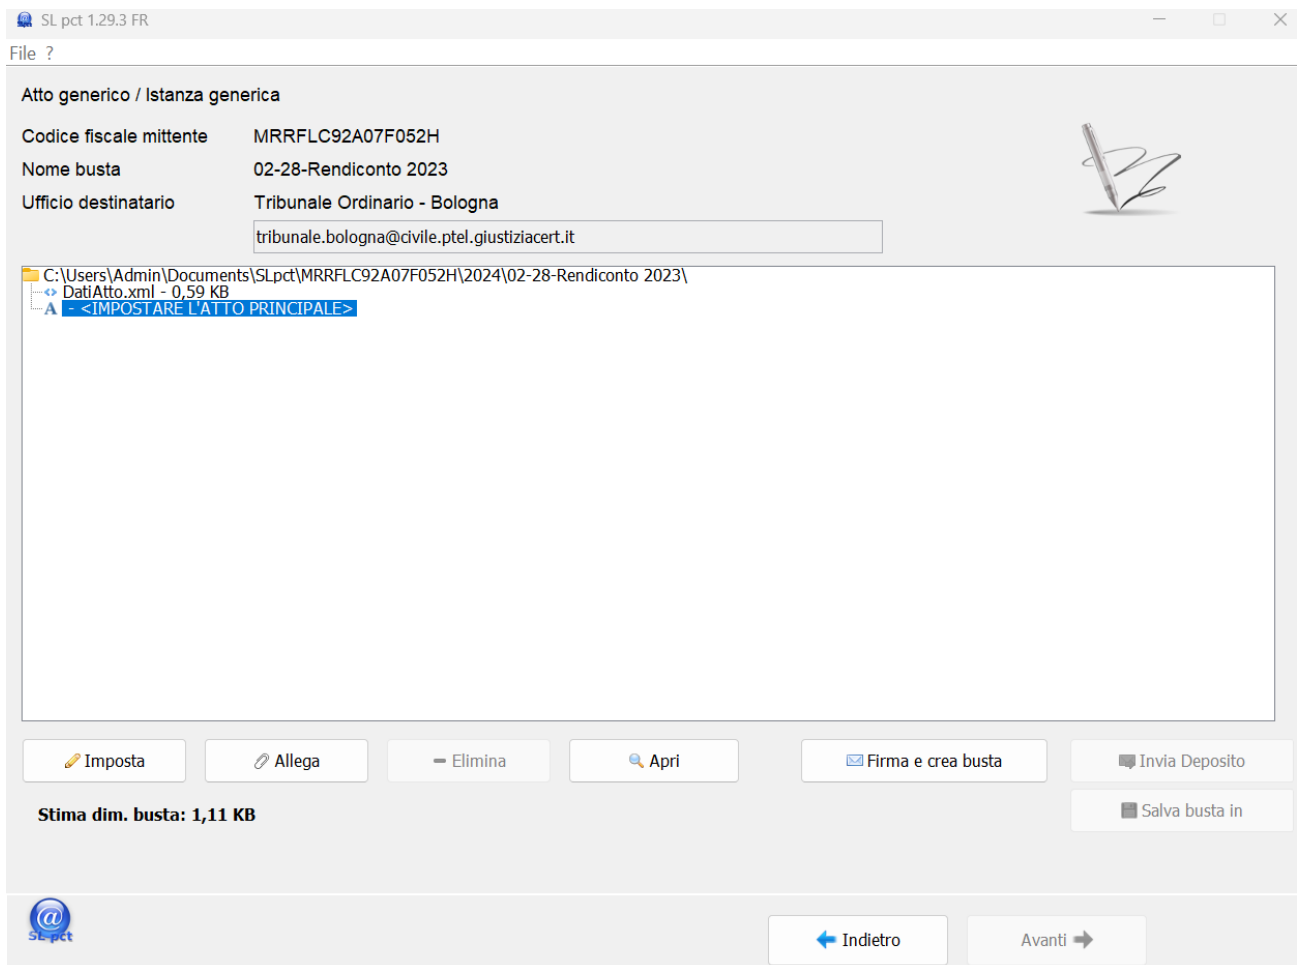 SL pct 1.29.3 FR
File ?
Atto generico / Istanza generica
Codice fiscale mittente MRRFLC92A07F052H
Nome busta 02-28-Rendiconto 2023
Ufficio destinatario Tribunale Ordinario - Bologna
tribunale.bologna@civile.ptel.giustiziacert.it
C:\Users\Admin\Documents\SLpct\MRRFLC92A07F052H\2024\02-28-Rendiconto 2023\
DatiAtto.xml - 0,59 KB
A - <IMPOSTARE L'ATTO PRINCIPALE>
Imposta Allega Elimina Apri Firma e crea busta Invia Deposito
Stima dim. busta: 1,11 KB Salva busta in
@ SL pct
Indietro Avanti